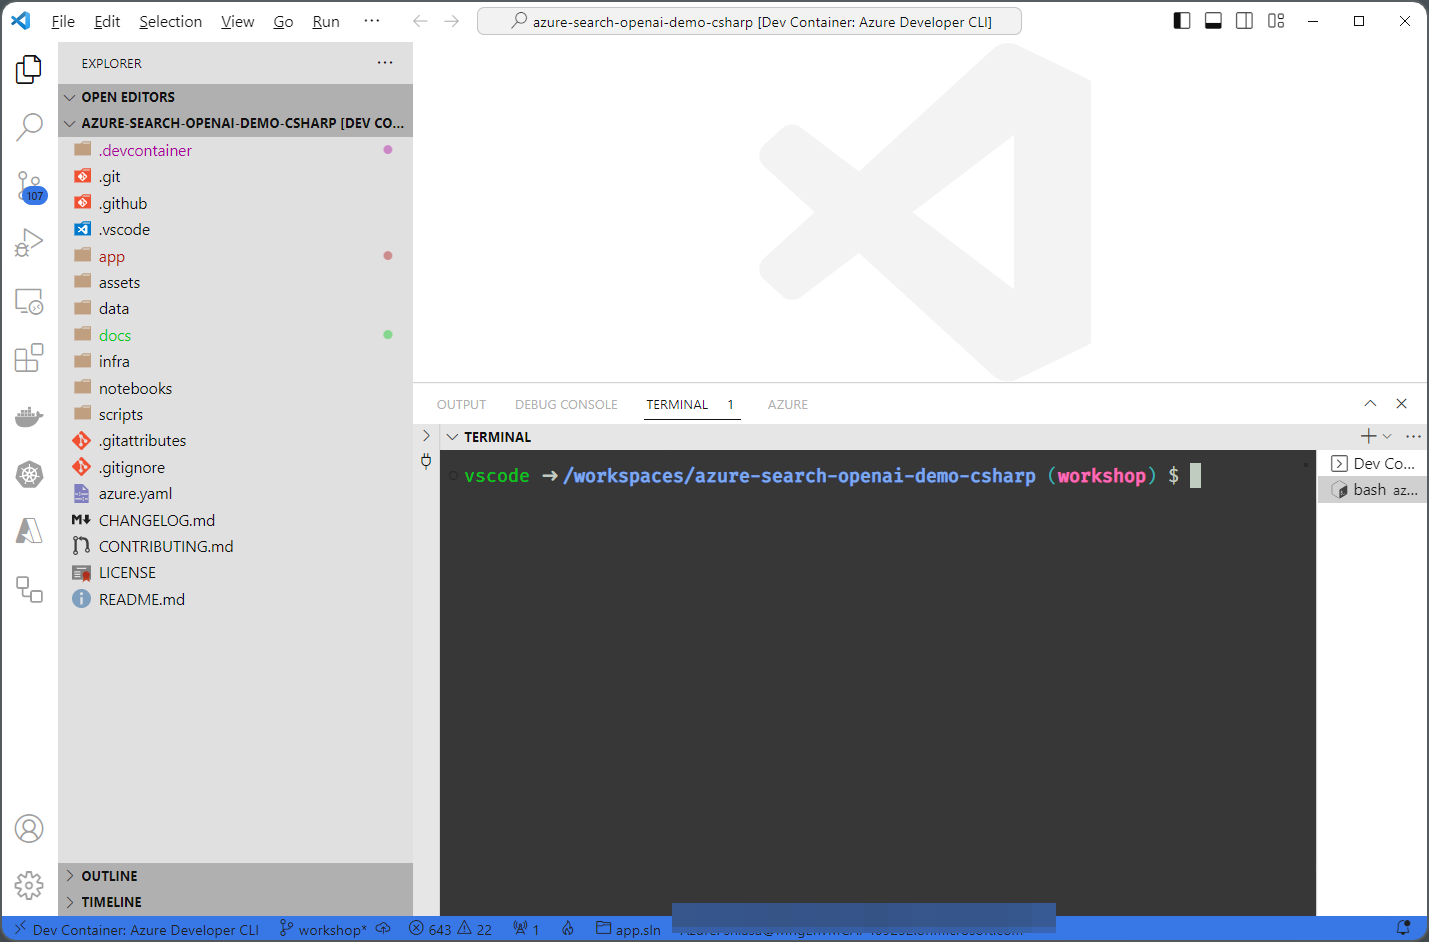 File Edit Selection View Go Run ···
azure-search-openai-demo-csharp [Dev Container: Azure Developer CLI]
EXPLORER ···
OPEN EDITORS
AZURE-SEARCH-OPENAI-DEMO-CSHARP [DEV CO...
.devcontainer
.git
.github
107
.vscode
app
assets
data
docs
infra
notebooks
scripts
.gitattributes
.gitignore
azure.yaml
CHANGELOG.md
CONTRIBUTING.md
LICENSE
README.md
OUTLINE
TIMELINE
OUTPUT DEBUG CONSOLE TERMINAL 1 AZURE
TERMINAL
vscode → /workspaces/azure-search-openai-demo-csharp (workshop) $
Dev Co...
bash az...
Dev Container: Azure Developer CLI workshop* 643 22 1 app.sln